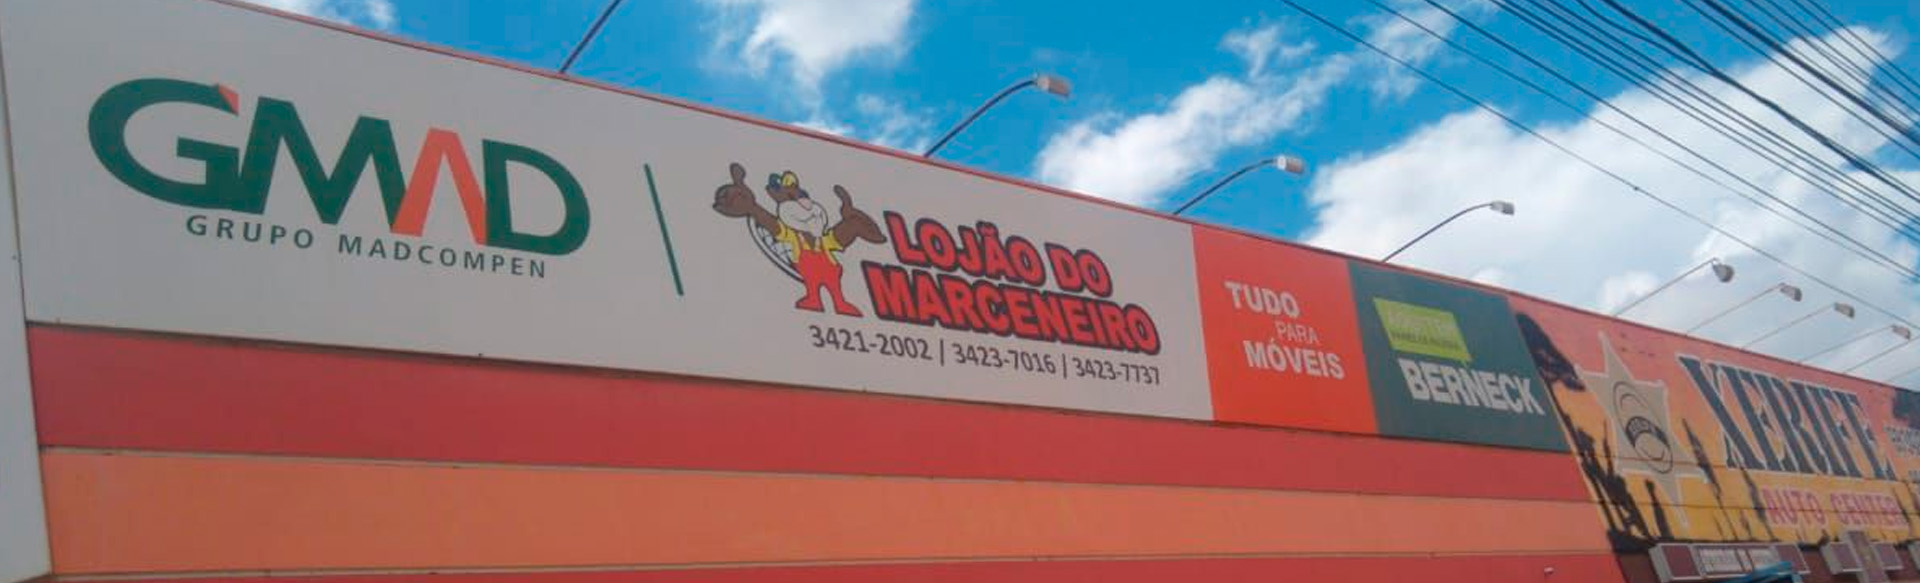 GMAD
GRUPO MADCOMPEN
LOJÃO DO
MARCENEIRO
3421-2002 | 3423-7016 | 3423-7737
TUDO
PARA
MÓVEIS
BERNECK
XERIFE
AUTO CENTER